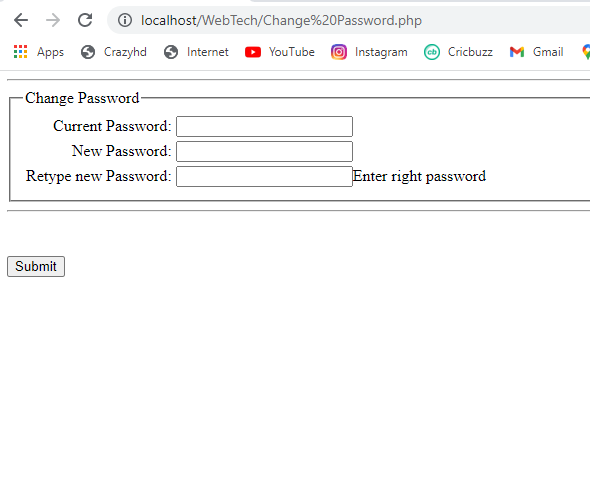 localhost/WebTech/Change%20Password.php
Apps Crazyhd Internet YouTube Instagram cb Cricbuzz Gmail
Change Password
Current Password:
New Password:
Retype new Password: Enter right password
Submit